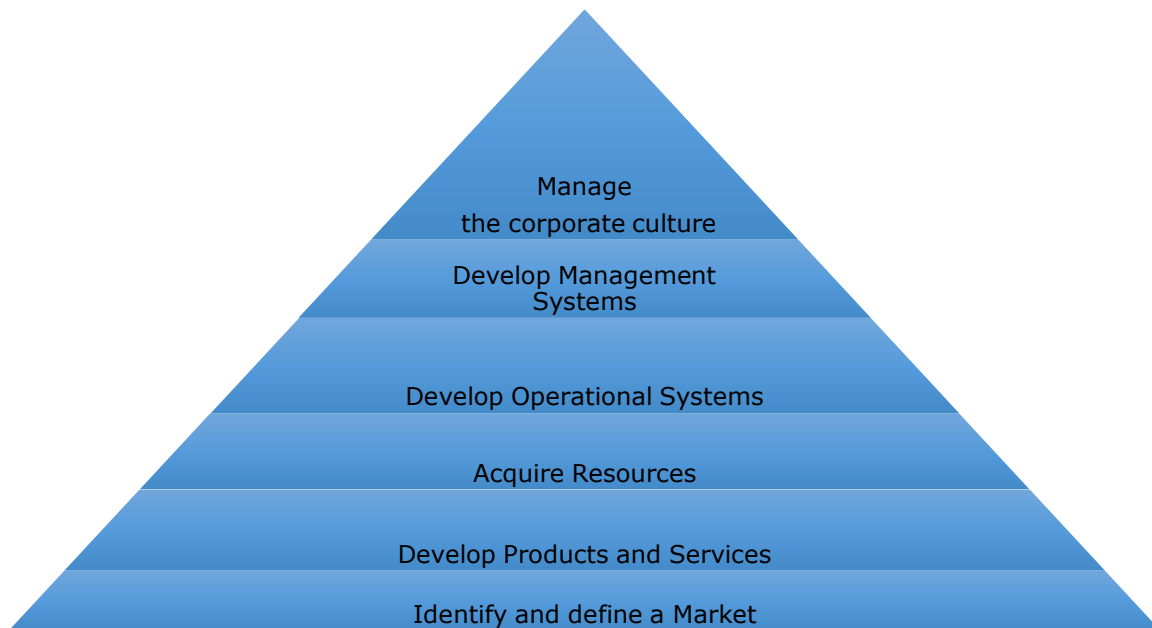 Manage
the corporate culture
Develop Management
Systems
Develop Operational Systems
Acquire Resources
Develop Products and Services
Identify and define a Market